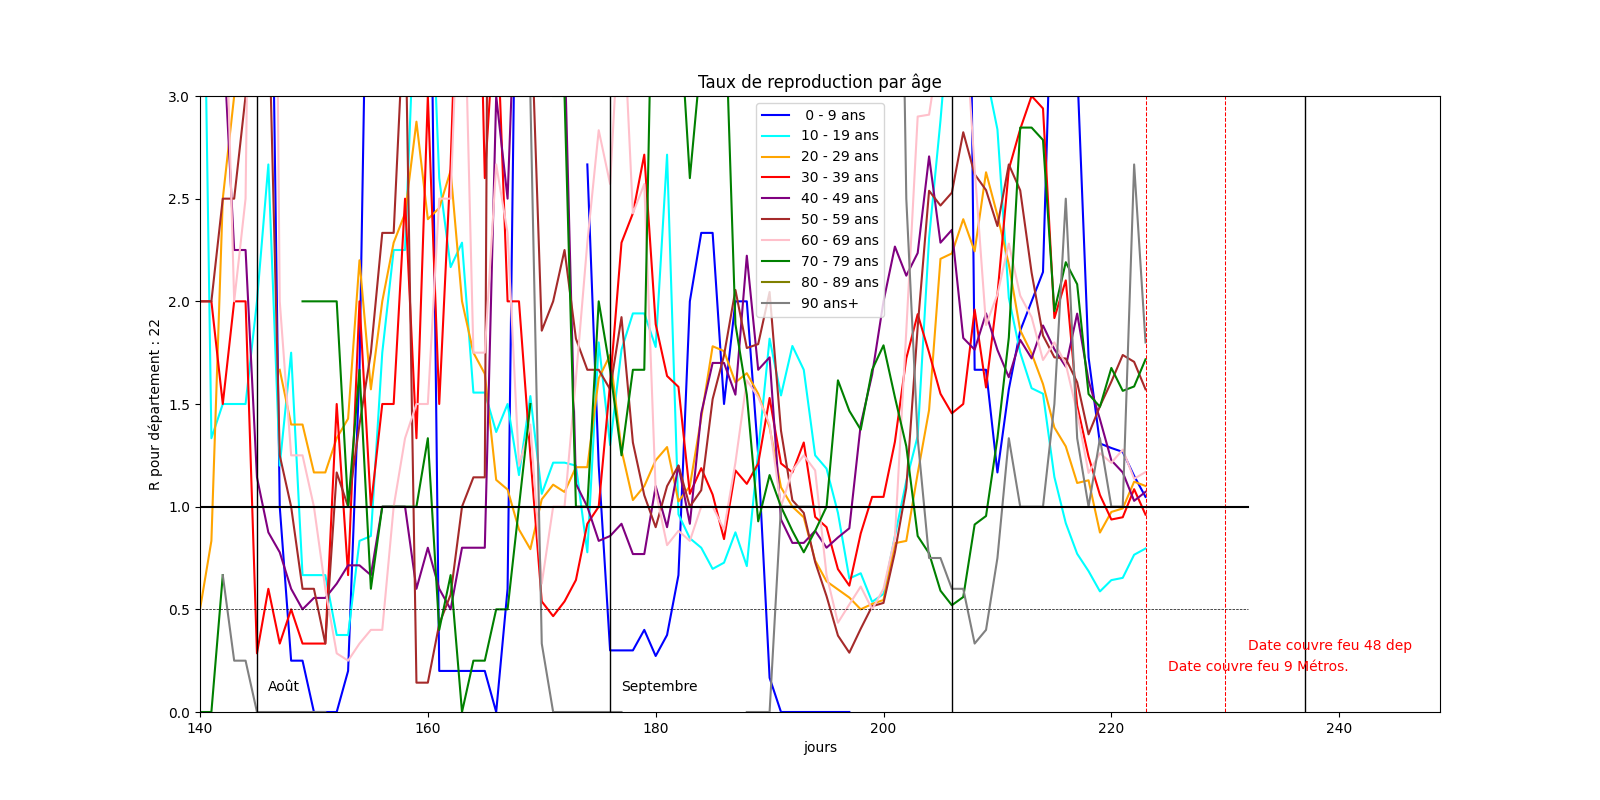 Taux de reproduction par âge
3.0
2.5
2.0
1.5
1.0
0.5
0.0
R pour département : 22
0 - 9 ans
10 - 19 ans
20 - 29 ans
30 - 39 ans
40 - 49 ans
50 - 59 ans
60 - 69 ans
70 - 79 ans
80 - 89 ans
90 ans+
Date couvre feu 48 dep
Date couvre feu 9 Métros.
Août
Septembre
140
160
180
200
220
240
jours